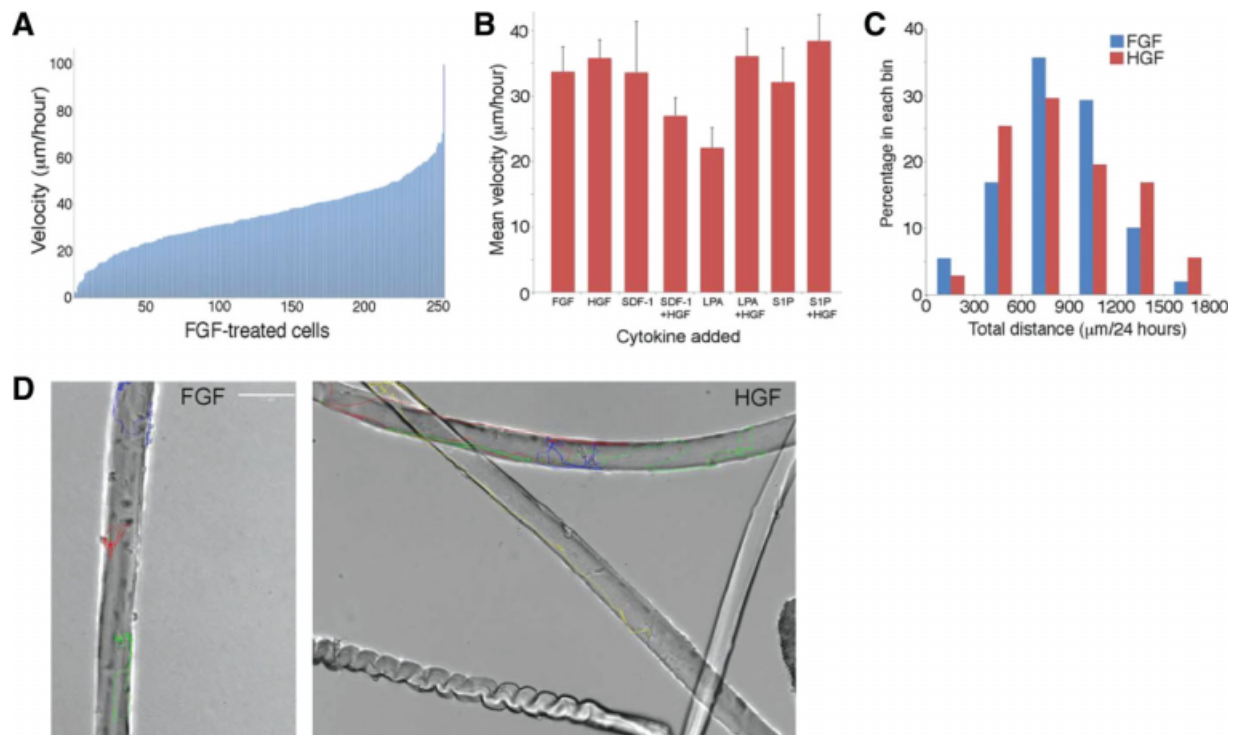 A
Velocity (μm/hour)
100
80
60
40
20
0
50
100
150
200
250
FGF-treated cells
B
Mean velocity (μm/hour)
40
30
20
10
0
FGF
HGF
SDF-1
SDF-1
+HGF
LPA
LPA
+HGF
S1P
S1P
+HGF
Cytokine added
C
Percentage in each bin
40
30
20
10
0
FGF
HGF
0
300
600
900
1200
1500
1800
Total distance (μm/24 hours)
D
FGF
HGF